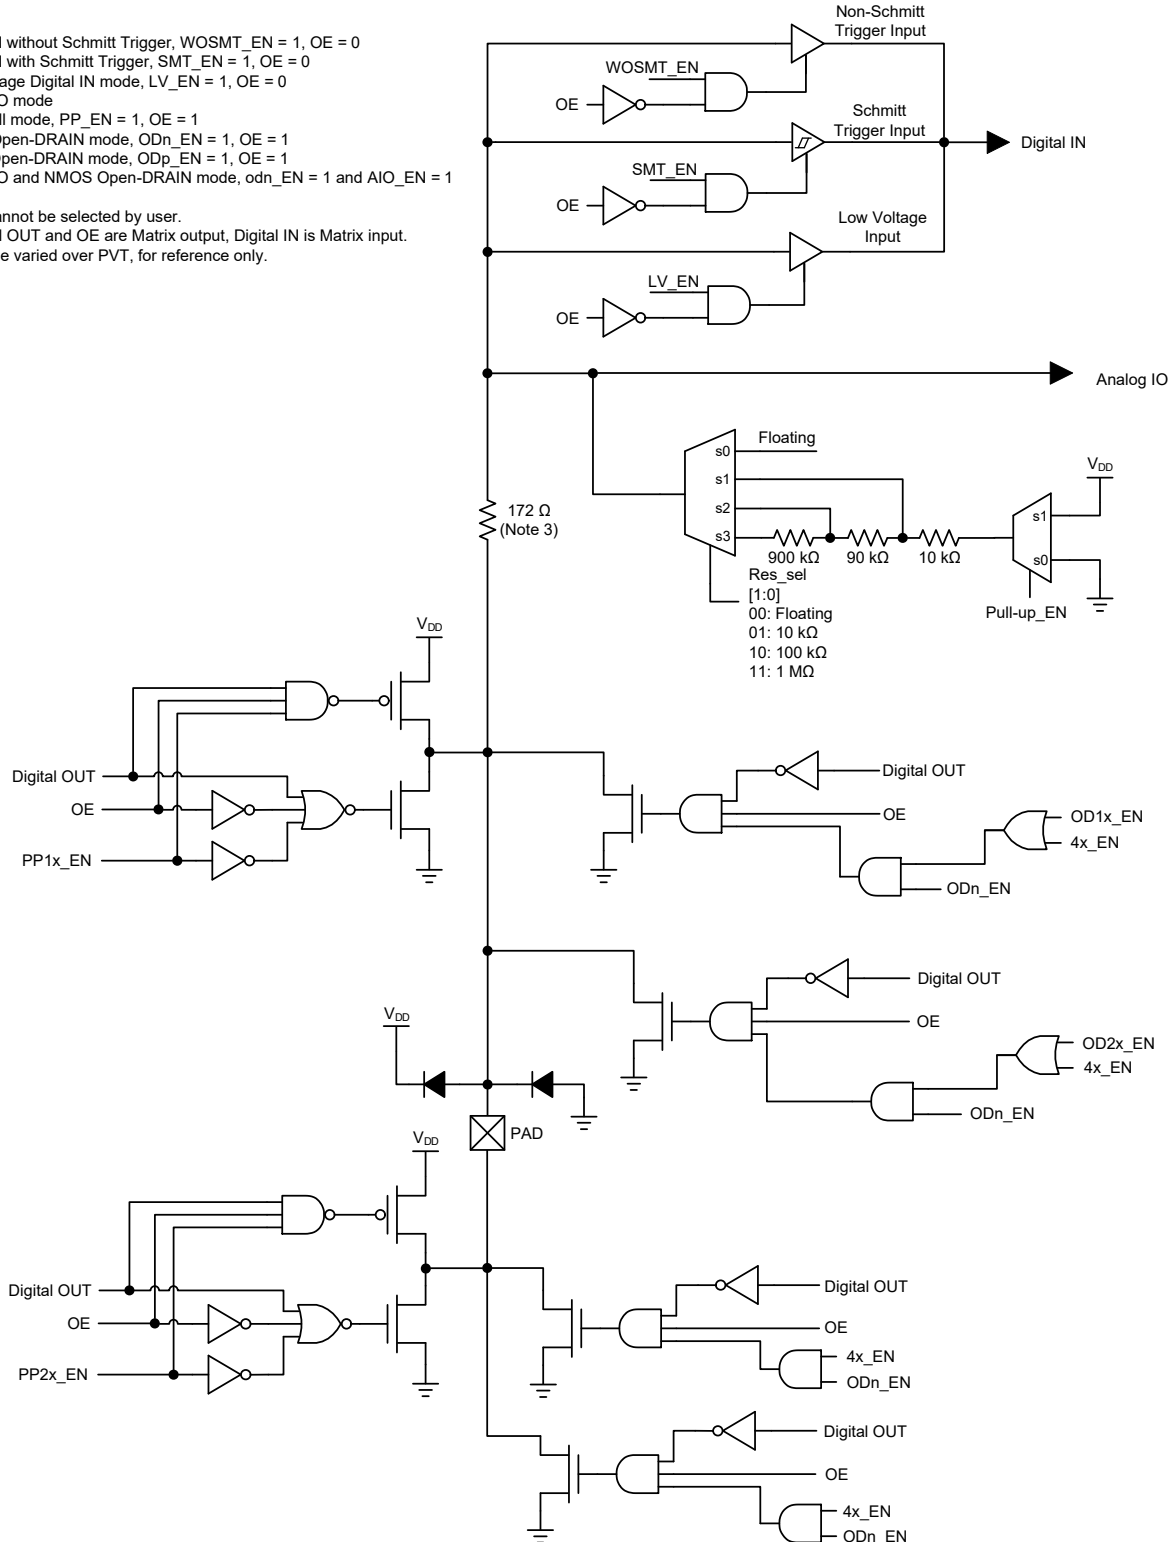 without Schmitt Trigger, WOSMT_EN = 1, OE = 0
with Schmitt Trigger, SMT_EN = 1, OE = 0
Digital IN mode, LV_EN = 1, OE = 0
mode
mode, PP_EN = 1, OE = 1
Open-DRAIN mode, ODn_EN = 1, OE = 1
Open-DRAIN mode, ODp_EN = 1, OE = 1
and NMOS Open-DRAIN mode, odn_EN = 1 and AIO_EN = 1
be selected by user.
OUT and OE are Matrix output, Digital IN is Matrix input.
varied over PVT, for reference only.
Non-Schmitt
Trigger Input
WOSMT_EN
OE
Schmitt
Trigger Input
Digital IN
SMT_EN
OE
Low Voltage
Input
LV_EN
OE
Analog IO
Floating
s0
s1
s2
s3
VDD
s1
s0
172 Ω
(Note 3)
900 kΩ
90 kΩ
10 kΩ
Res_sel
[1:0]
00: Floating
01: 10 kΩ
10: 100 kΩ
11: 1 MΩ
Pull-up_EN
VDD
Digital OUT
OE
PP1x_EN
Digital OUT
OE
OD1x_EN
4x_EN
ODn_EN
Digital OUT
OE
OD2x_EN
4x_EN
ODn_EN
VDD
PAD
VDD
Digital OUT
OE
PP2x_EN
Digital OUT
OE
4x_EN
ODn_EN
Digital OUT
OE
4x_EN
ODn_EN